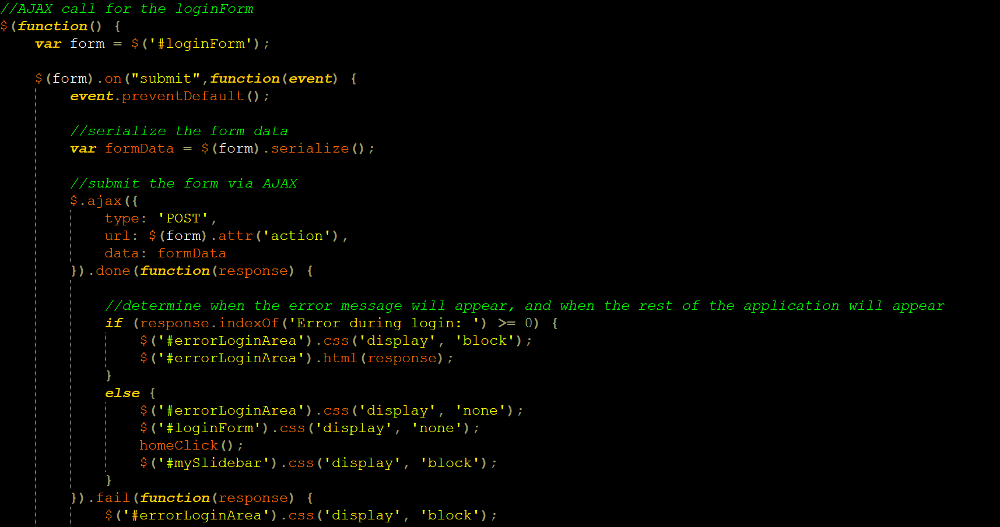 //AJAX call for the loginForm
$(function() {
    var form = $('#loginForm');

    $(form).on("submit",function(event) {
        event.preventDefault();

        //serialize the form data
        var formData = $(form).serialize();

        //submit the form via AJAX
        $.ajax({
            type: 'POST',
            url: $(form).attr('action'),
            data: formData
        }).done(function(response) {

            //determine when the error message will appear, and when the rest of the application will appear
            if (response.indexOf('Error during login: ') >= 0) {
                $('#errorLoginArea').css('display', 'block');
                $('#errorLoginArea').html(response);
            }
            else {
                $('#errorLoginArea').css('display', 'none');
                $('#loginForm').css('display', 'none');
                homeClick();
                $('#mySlidebar').css('display', 'block');
            }
        }).fail(function(response) {
            $('#errorLoginArea').css('display', 'block');